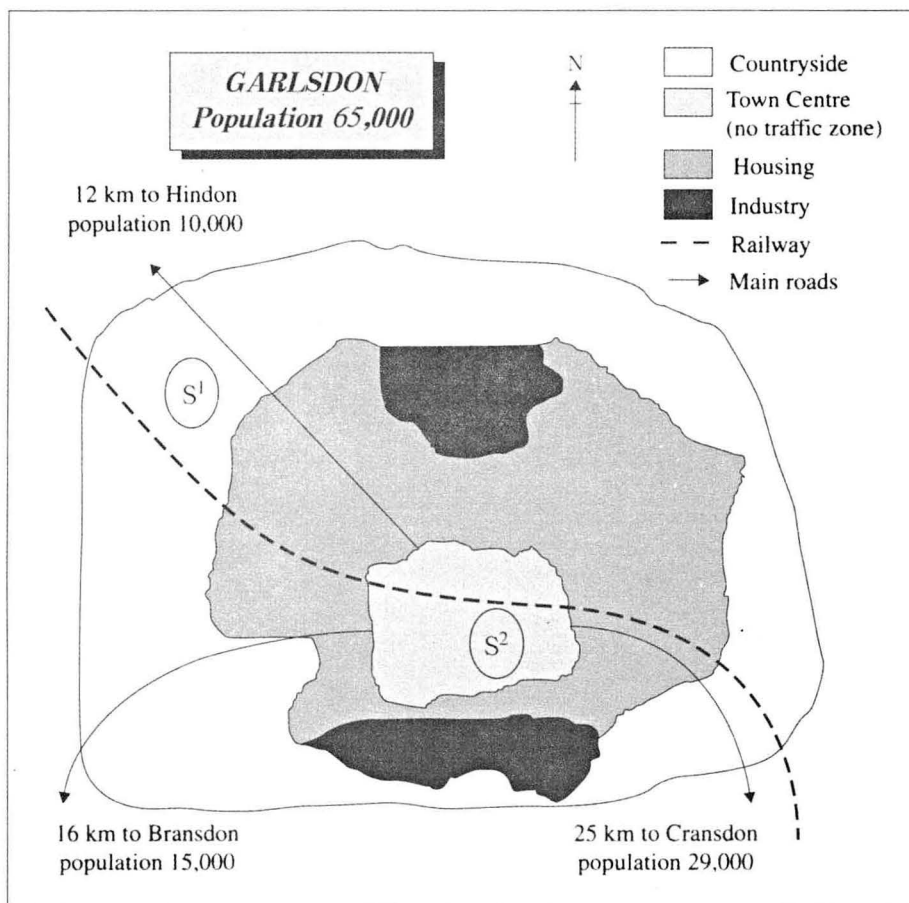 GARLSDON
Population 65,000
N
Countryside
Town Centre
(no traffic zone)
Housing
Industry
Railway
Main roads
12 km to Hindon
population 10,000
S¹
S²
16 km to Bransdon
population 15,000
25 km to Cransdon
population 29,000